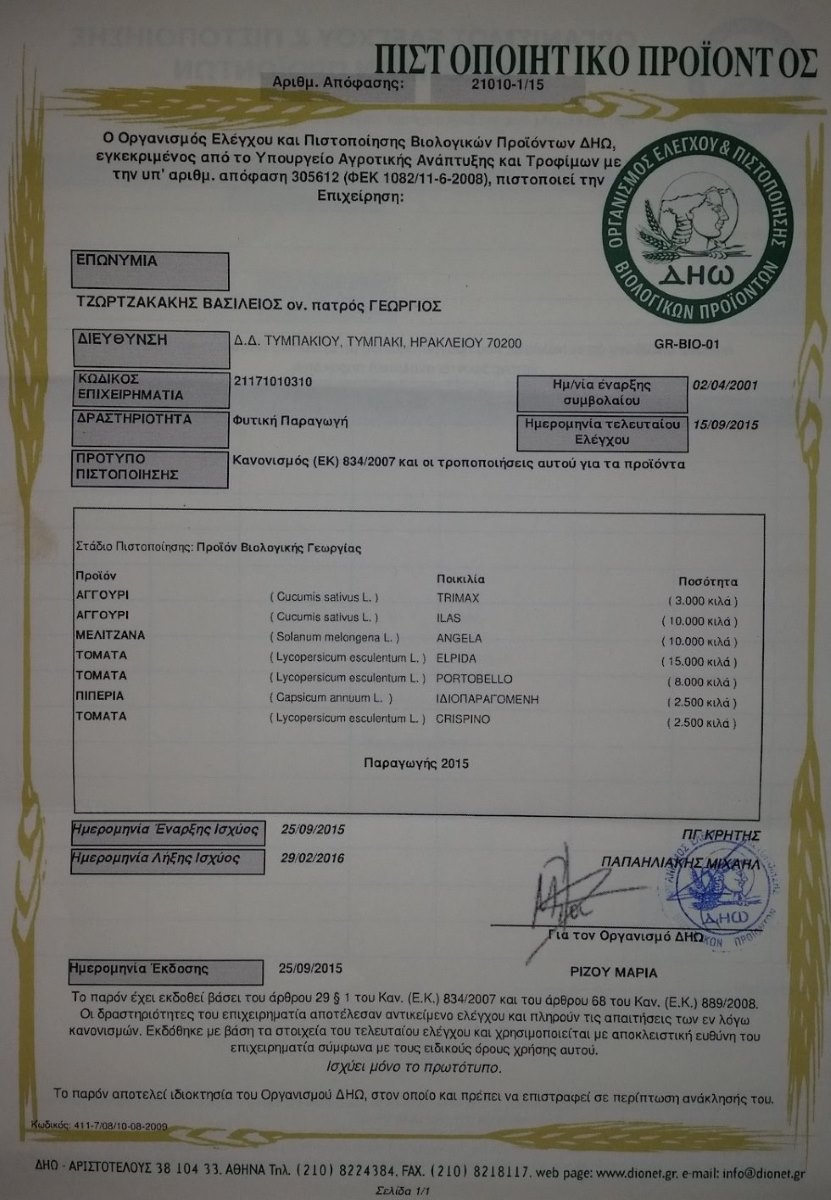 ΠΙΣΤΟΠΟΙΗΤΙΚΟ ΠΡΟΪΟΝΤΟΣ
Αριθμ. Απόφασης: 21010-1/15
Ο Οργανισμός Ελέγχου και Πιστοποίησης Βιολογικών Προϊόντων ΔΗΩ,
εγκεκριμένος από το Υπουργείο Αγροτικής Ανάπτυξης και Τροφίμων με
την υπ' αριθμ. απόφαση 305612 (ΦΕΚ 1082/11-6-2008), πιστοποιεί την
Επιχείρηση:
ΟΡΓΑΝΙΣΜΟΣ ΕΛΕΓΧΟΥ & ΠΙΣΤΟΠΟΙΗΣΗΣ
ΒΙΟΛΟΓΙΚΩΝ ΠΡΟΪΟΝΤΩΝ
ΔΗΩ
ΕΠΩΝΥΜΙΑ
ΤΖΩΡΤΖΑΚΑΚΗΣ ΒΑΣΙΛΕΙΟΣ ον. πατρός ΓΕΩΡΓΙΟΣ
ΔΙΕΥΘΥΝΣΗ Δ.Δ. ΤΥΜΠΑΚΙΟΥ, ΤΥΜΠΑΚΙ, ΗΡΑΚΛΕΙΟΥ 70200 GR-BIO-01
ΚΩΔΙΚΟΣ ΕΠΙΧΕΙΡΗΜΑΤΙΑ 21171010310 Ημ/νία έναρξης συμβολαίου 02/04/2001
ΔΡΑΣΤΗΡΙΟΤΗΤΑ Φυτική Παραγωγή Ημερομηνία τελευταίου Ελέγχου 15/09/2015
ΠΡΟΤΥΠΟ ΠΙΣΤΟΠΟΙΗΣΗΣ Κανονισμός (ΕΚ) 834/2007 και οι τροποποιήσεις αυτού για τα προϊόντα
Στάδιο Πιστοποίησης: Προϊόν Βιολογικής Γεωργίας
Προϊόν Ποικιλία Ποσότητα
ΑΓΓΟΥΡΙ ( Cucumis sativus L. ) TRIMAX ( 3.000 κιλά )
ΑΓΓΟΥΡΙ ( Cucumis sativus L. ) ILAS ( 10.000 κιλά )
ΜΕΛΙΤΖΑΝΑ ( Solanum melongena L. ) ANGELA ( 10.000 κιλά )
ΤΟΜΑΤΑ ( Lycopersicum esculentum L. ) ELPIDA ( 15.000 κιλά )
ΤΟΜΑΤΑ ( Lycopersicum esculentum L. ) PORTOBELLO ( 8.000 κιλά )
ΠΙΠΕΡΙΑ ( Capsicum annuum L. ) ΙΔΙΟΠΑΡΑΓΟΜΕΝΗ ( 2.500 κιλά )
ΤΟΜΑΤΑ ( Lycopersicum esculentum L. ) CRISPINO ( 2.500 κιλά )
Παραγωγής 2015
Ημερομηνία Έναρξης Ισχύος 25/09/2015 ΠΓ ΚΡΗΤΗΣ
Ημερομηνία Λήξης Ισχύος 29/02/2016 ΠΑΠΑΗΛΙΑΚΗΣ ΜΙΧΑΗΛ
ΔΗΩ
Για τον Οργανισμό ΔΗΩ
Ημερομηνία Έκδοσης 25/09/2015 ΡΙΖΟΥ ΜΑΡΙΑ
Το παρόν έχει εκδοθεί βάσει του άρθρου 29 § 1 του Καν. (Ε.Κ.) 834/2007 και του άρθρου 68 του Καν. (Ε.Κ.) 889/2008.
Οι δραστηριότητες του επιχειρηματία αποτέλεσαν αντικείμενο ελέγχου και πληρούν τις απαιτήσεις των εν λόγω
κανονισμών. Εκδόθηκε με βάση τα στοιχεία του τελευταίου ελέγχου και χρησιμοποιείται με αποκλειστική ευθύνη του
επιχειρηματία σύμφωνα με τους ειδικούς όρους χρήσης αυτού.
Ισχύει μόνο το πρωτότυπο.
Το παρόν αποτελεί ιδιοκτησία του Οργανισμού ΔΗΩ, στον οποίο και πρέπει να επιστραφεί σε περίπτωση ανάκλησής του.
Κωδικός: 411-7/08/10-08-2009
ΔΗΩ - ΑΡΙΣΤΟΤΕΛΟΥΣ 38 104 33. ΑΘΗΝΑ Τηλ. (210) 8224384. FAX. (210) 8218117. web page: www.dionet.gr. e-mail: info@dionet.gr
Σελίδα 1/1